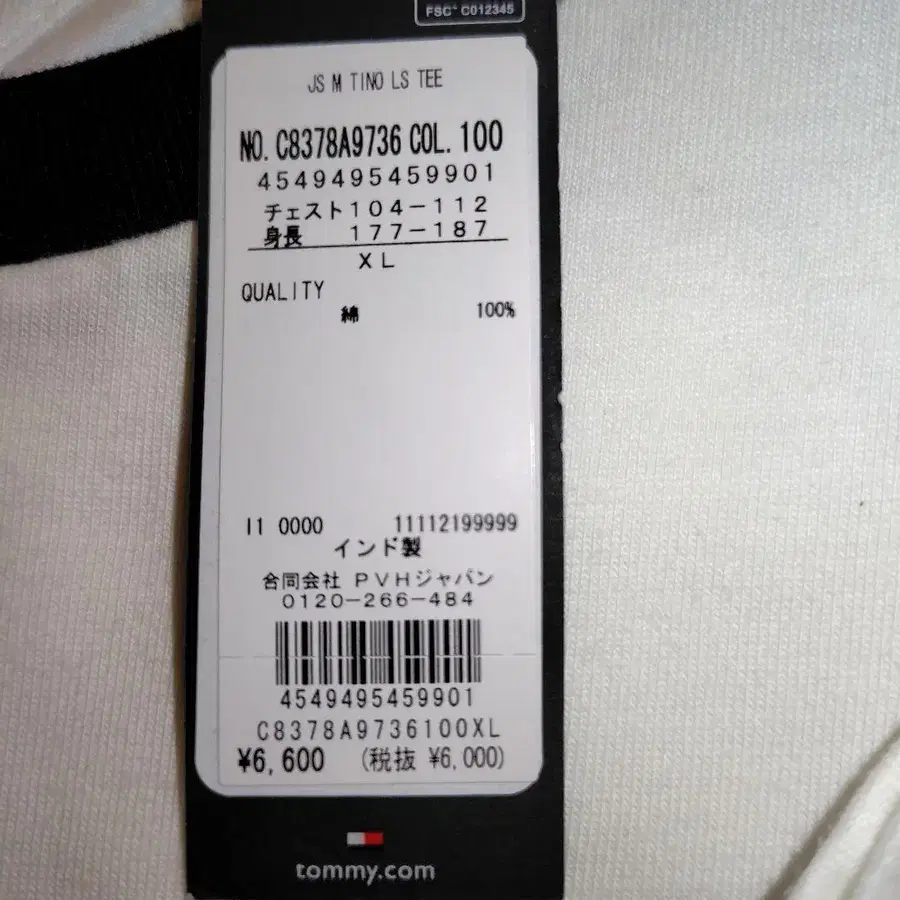 FSC® C012345
JS M TINO LS TEE
NO. C8378A9736 COL. 100
4549495459901
チェスト104-112
身長 177-187
XL
QUALITY
綿 100%
I1 0000 11112199999
インド製
合同会社 PVHジャパン
0120-266-484
4549495459901
C8378A9736100XL
¥6,600 (税抜 ¥6,000)
tommy.com